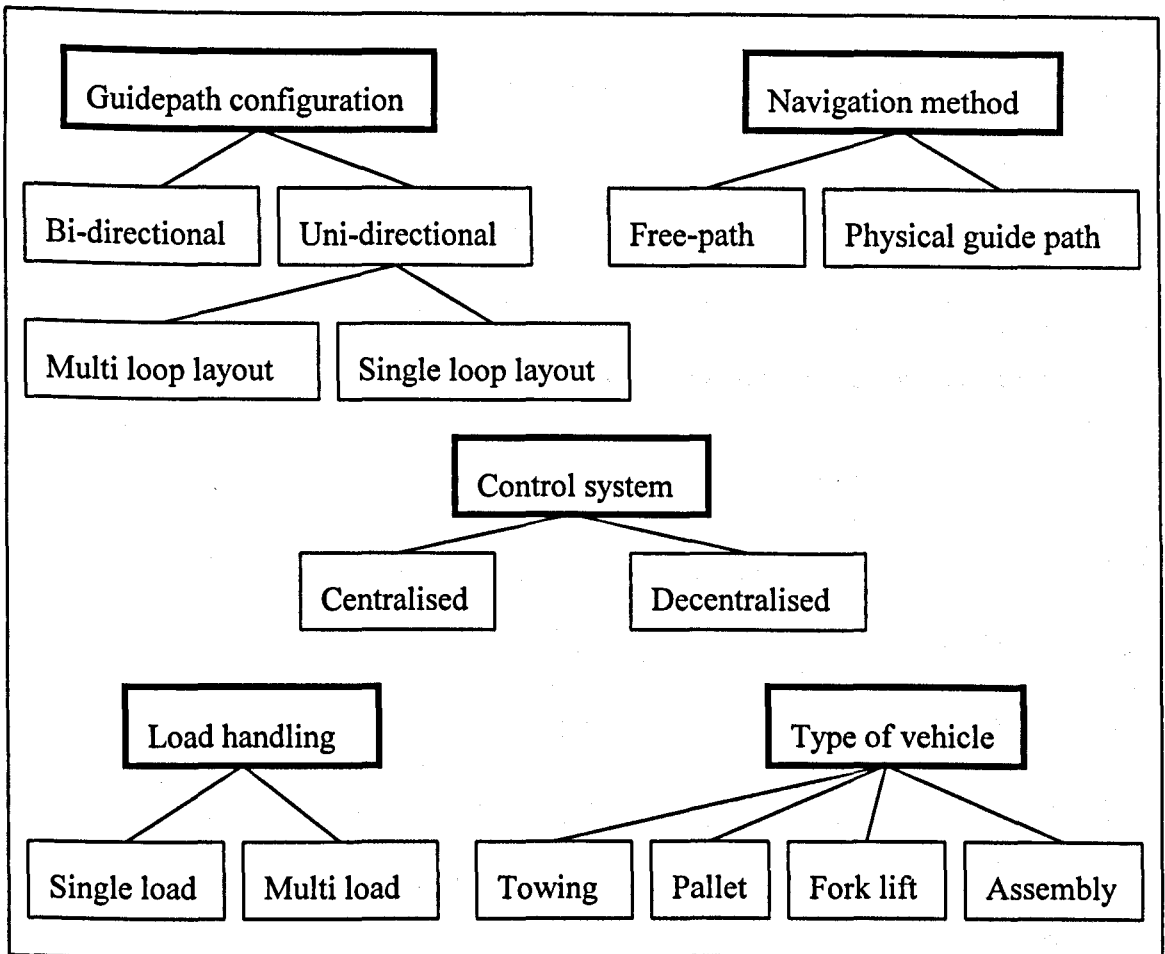 Guidepath configuration
Navigation method
Bi-directional
Uni-directional
Free-path
Physical guide path
Multi loop layout
Single loop layout
Control system
Centralised
Decentralised
Load handling
Type of vehicle
Single load
Multi load
Towing
Pallet
Fork lift
Assembly